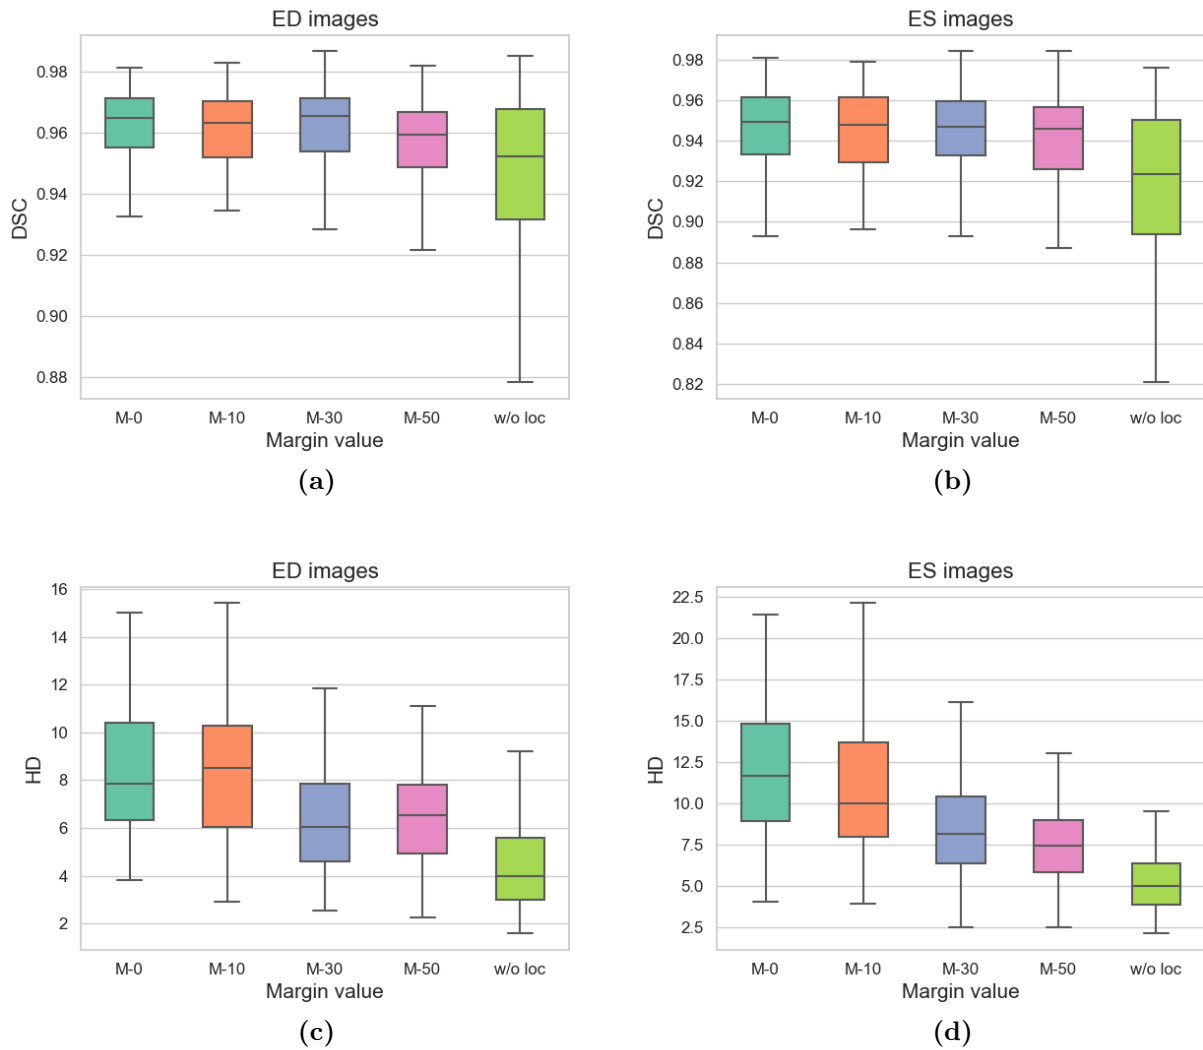 ED images
0.98
0.96
0.94
0.92
0.90
0.88
DSC
M-0 M-10 M-30 M-50 w/o loc
Margin value
(a)
ES images
0.98
0.96
0.94
0.92
0.90
0.88
0.86
0.84
0.82
DSC
M-0 M-10 M-30 M-50 w/o loc
Margin value
(b)
ED images
16
14
12
10
8
6
4
2
HD
M-0 M-10 M-30 M-50 w/o loc
Margin value
(c)
ES images
22.5
20.0
17.5
15.0
12.5
10.0
7.5
5.0
2.5
HD
M-0 M-10 M-30 M-50 w/o loc
Margin value
(d)